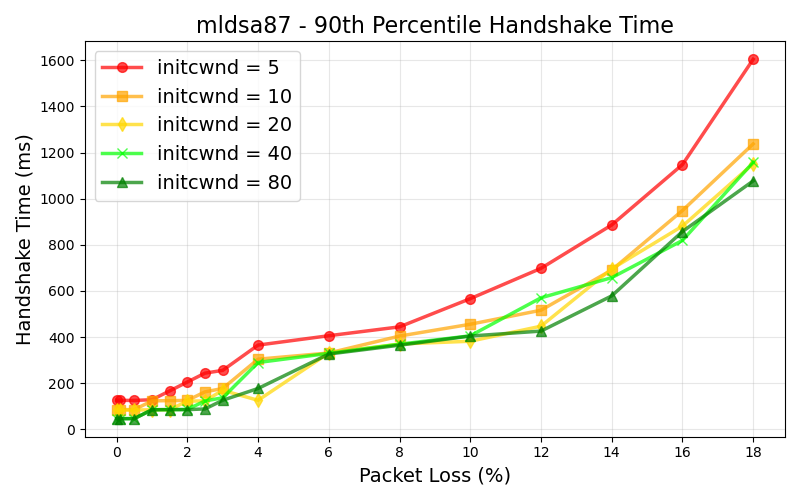 mldsa87 - 90th Percentile Handshake Time
Handshake Time (ms)
1600
1400
1200
1000
800
600
400
200
0
initcwnd = 5
initcwnd = 10
initcwnd = 20
initcwnd = 40
initcwnd = 80
0 2 4 6 8 10 12 14 16 18
Packet Loss (%)